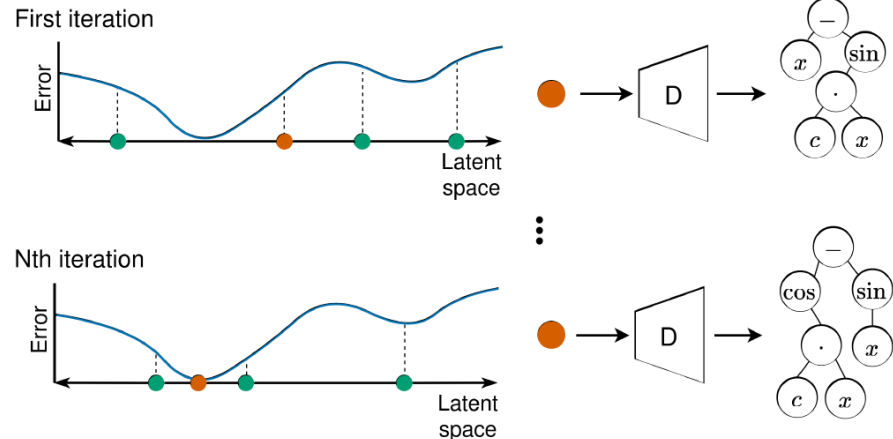 First iteration
Error
Latent
space
D
−
x
sin
·
c
x
Nth iteration
Error
Latent
space
D
−
cos
sin
·
x
c
x